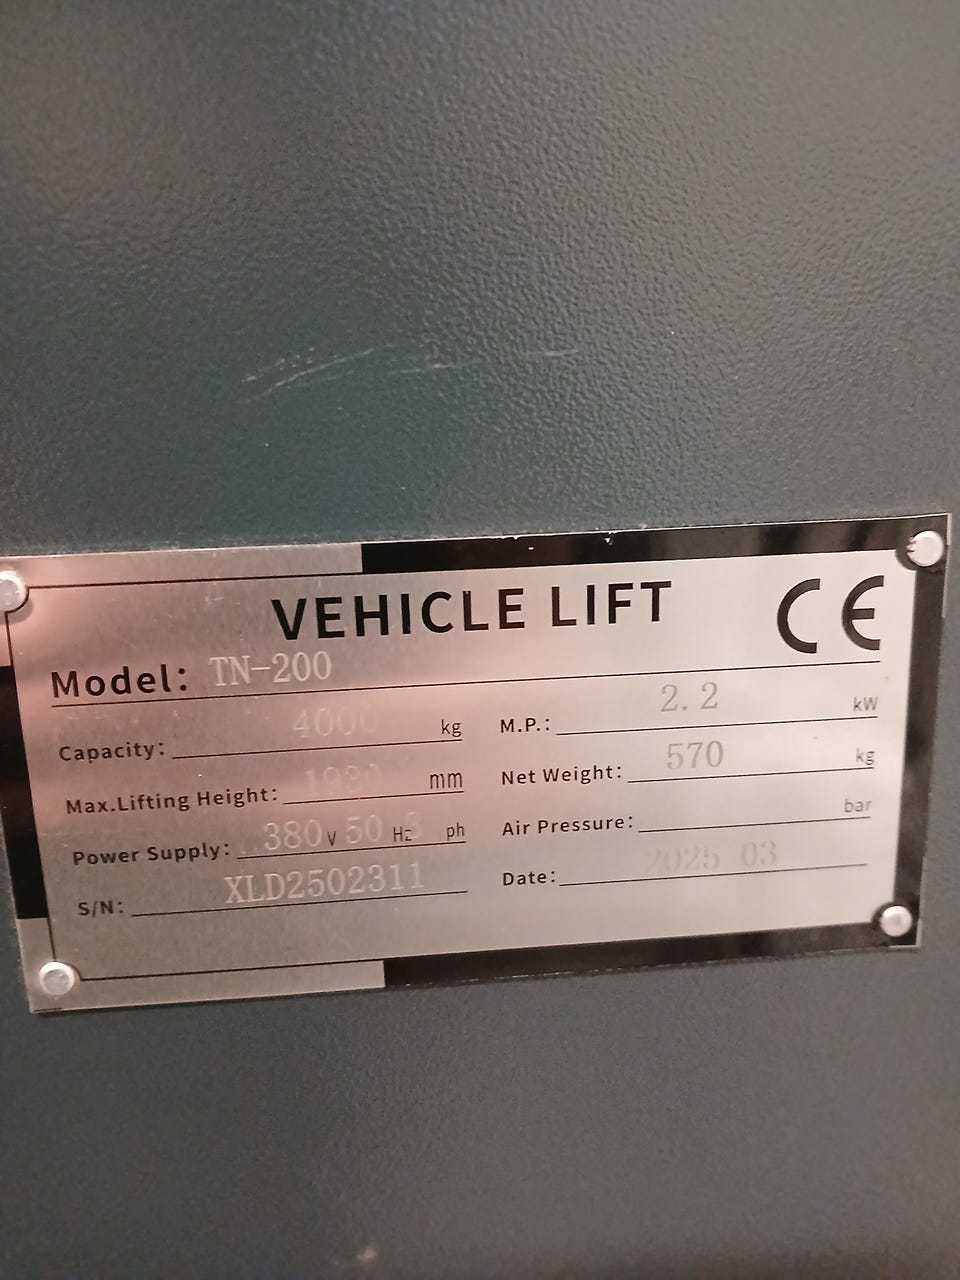 VEHICLE LIFT CE
Model: TN-200
Capacity: 4000 kg
M.P.: 2.2 kW
Max.Lifting Height: mm
Net Weight: 570 kg
Power Supply: 380 v 50 Hz 3 ph
Air Pressure: bar
S/N: XLD2502311
Date: 2025 03